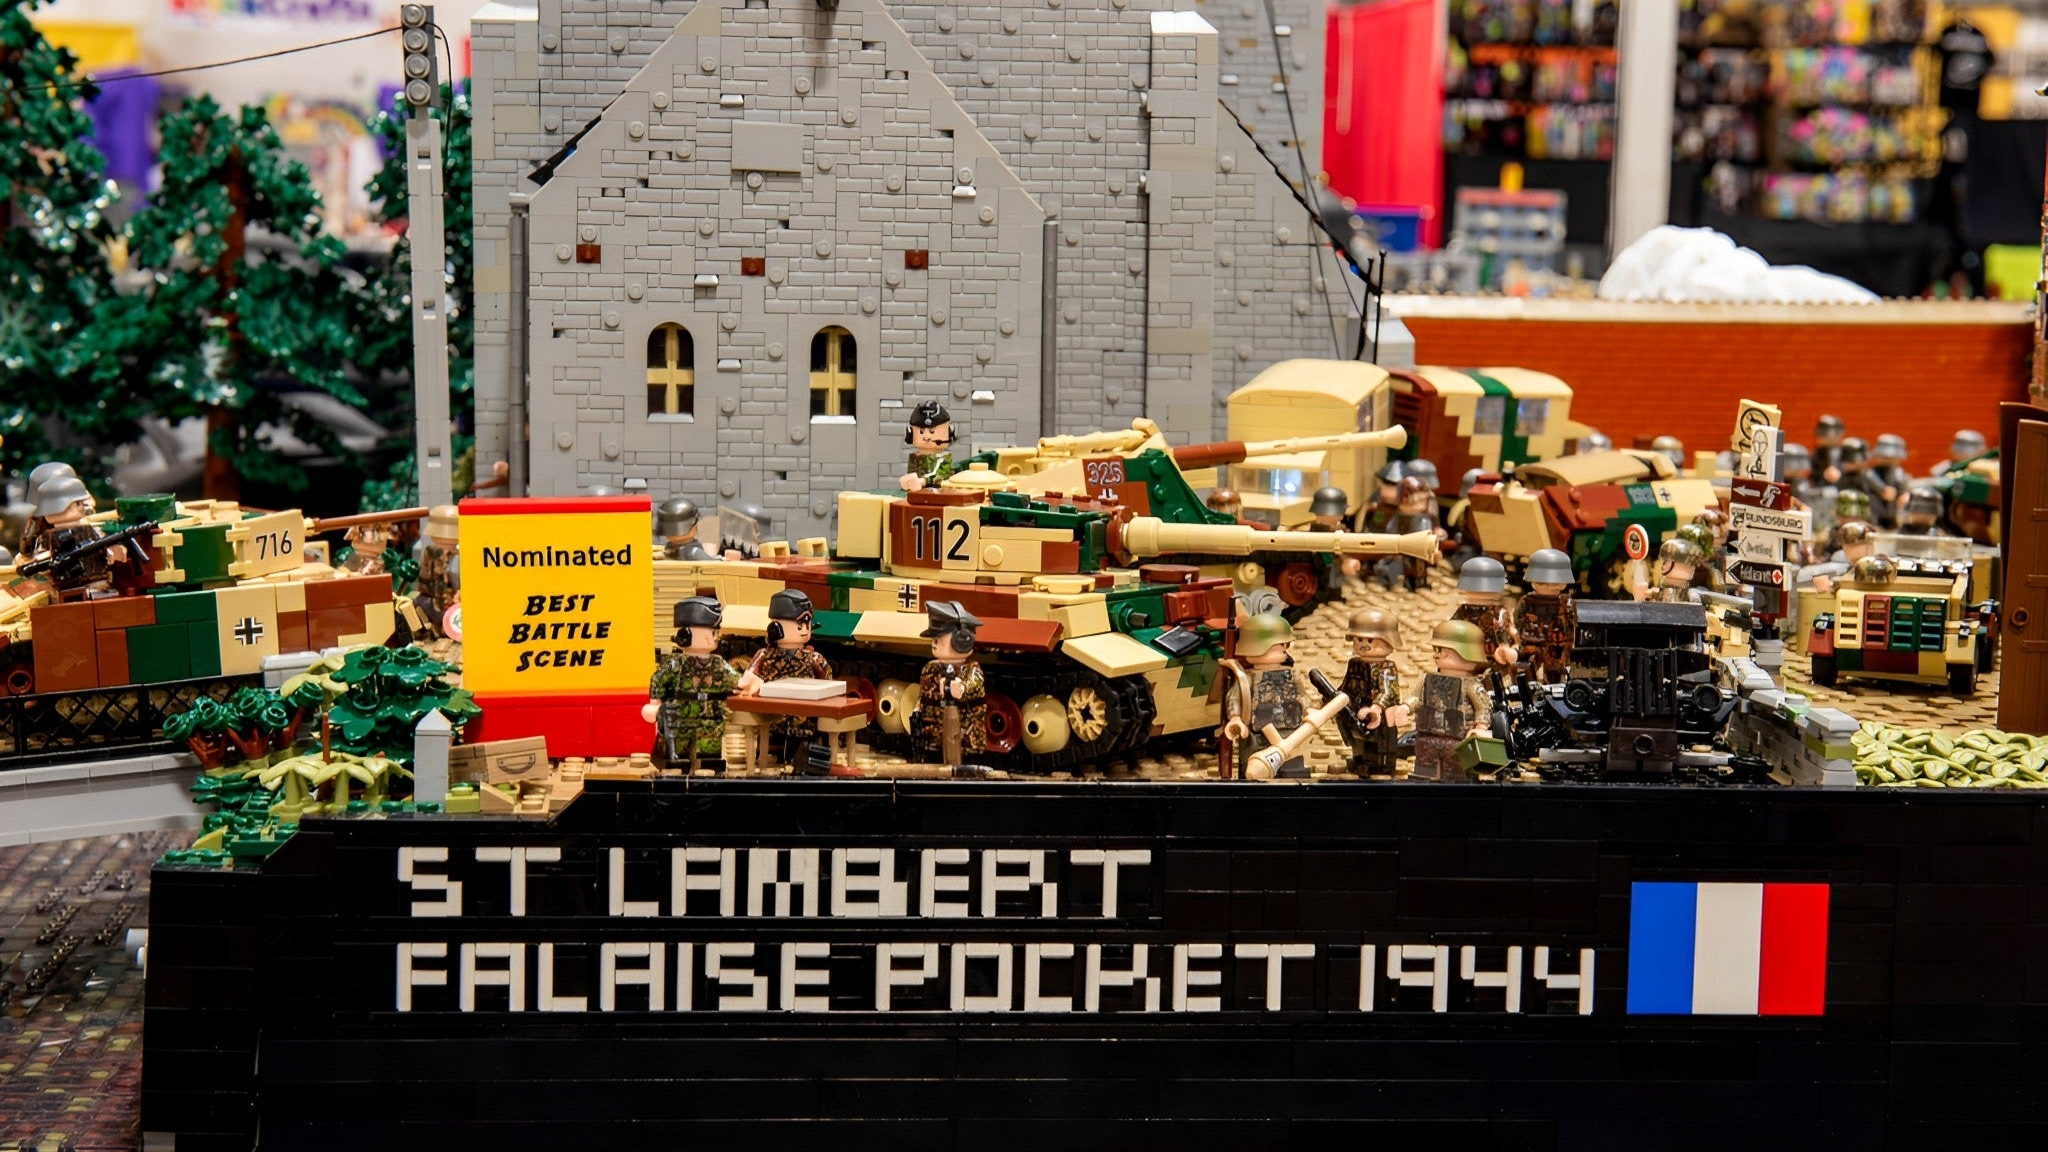 325
716
112
Nominated
BEST
BATTLE
SCENE
ST LAMBERT
FALAISE POCKET 1944